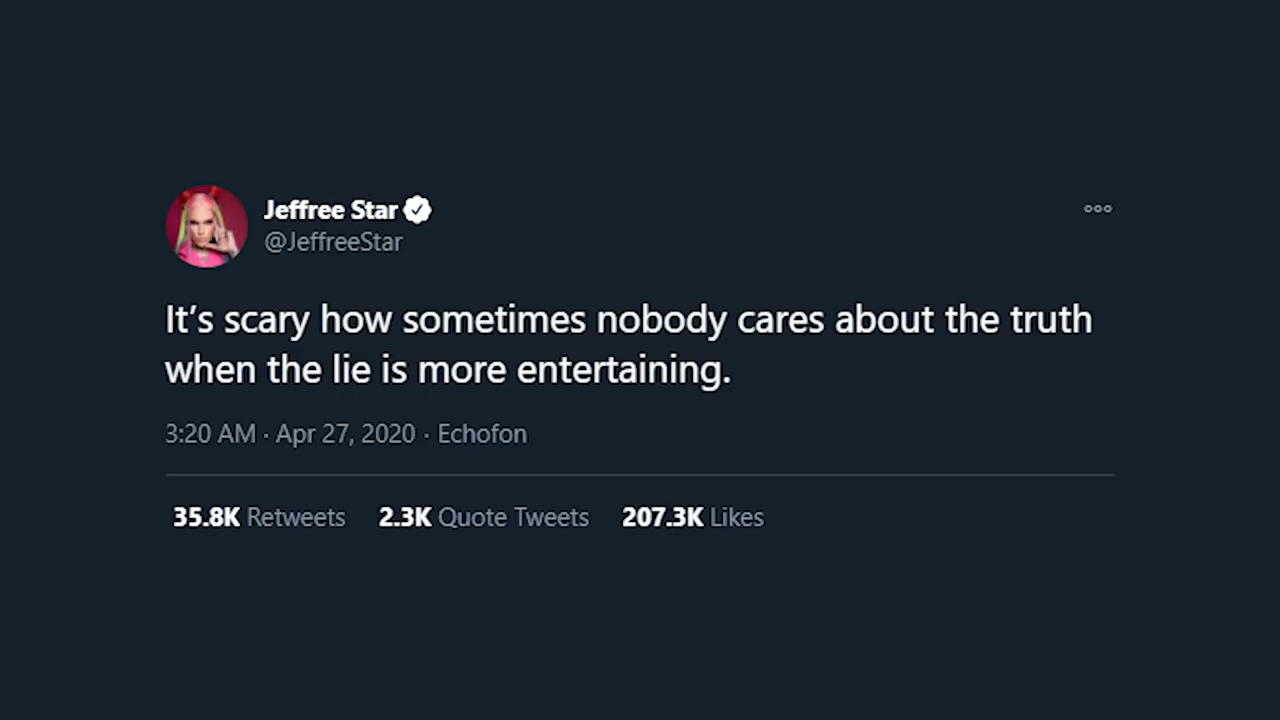 Jeffree Star
@JeffreeStar
It’s scary how sometimes nobody cares about the truth
when the lie is more entertaining.
3:20 AM · Apr 27, 2020 · Echofon
35.8K Retweets 2.3K Quote Tweets 207.3K Likes